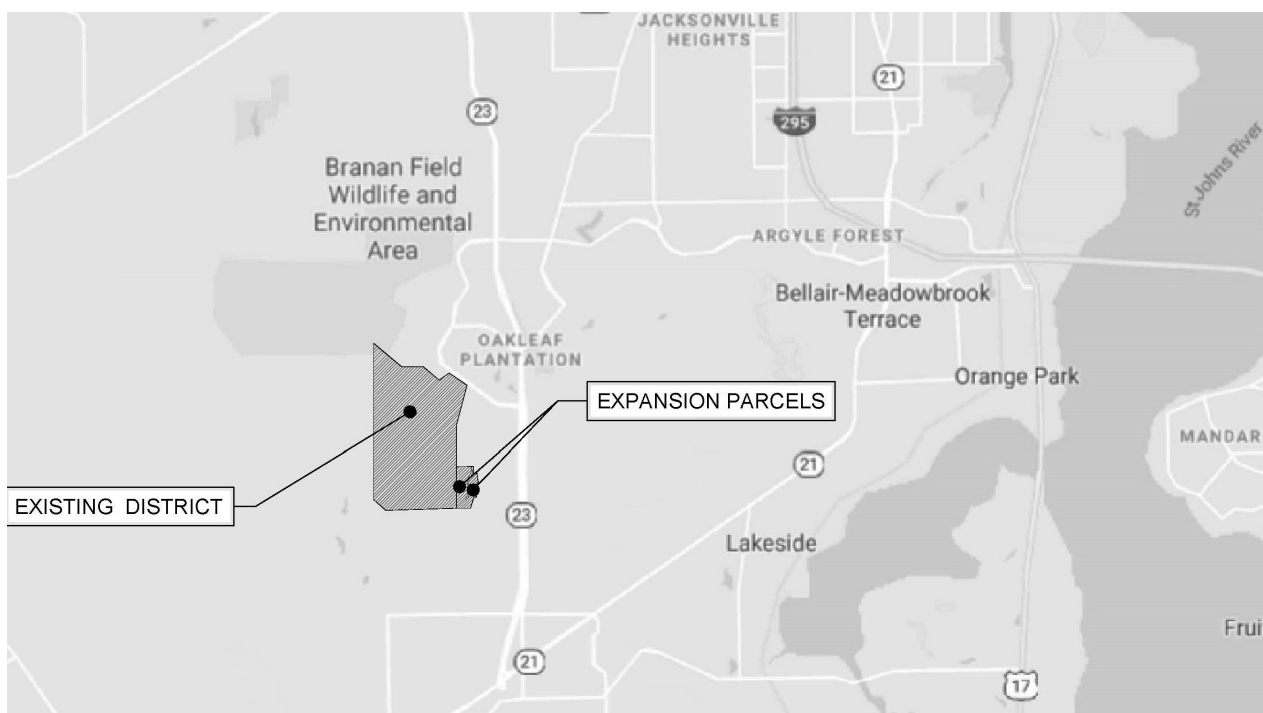 JACKSONVILLE
HEIGHTS
21
23
295
Branan Field
Wildlife and
Environmental
Area
St Johns River
ARGYLE FOREST
Bellair-Meadowbrook
Terrace
OAKLEAF
PLANTATION
Orange Park
EXPANSION PARCELS
MANDAR
21
EXISTING DISTRICT
23
Lakeside
Frui
21
17